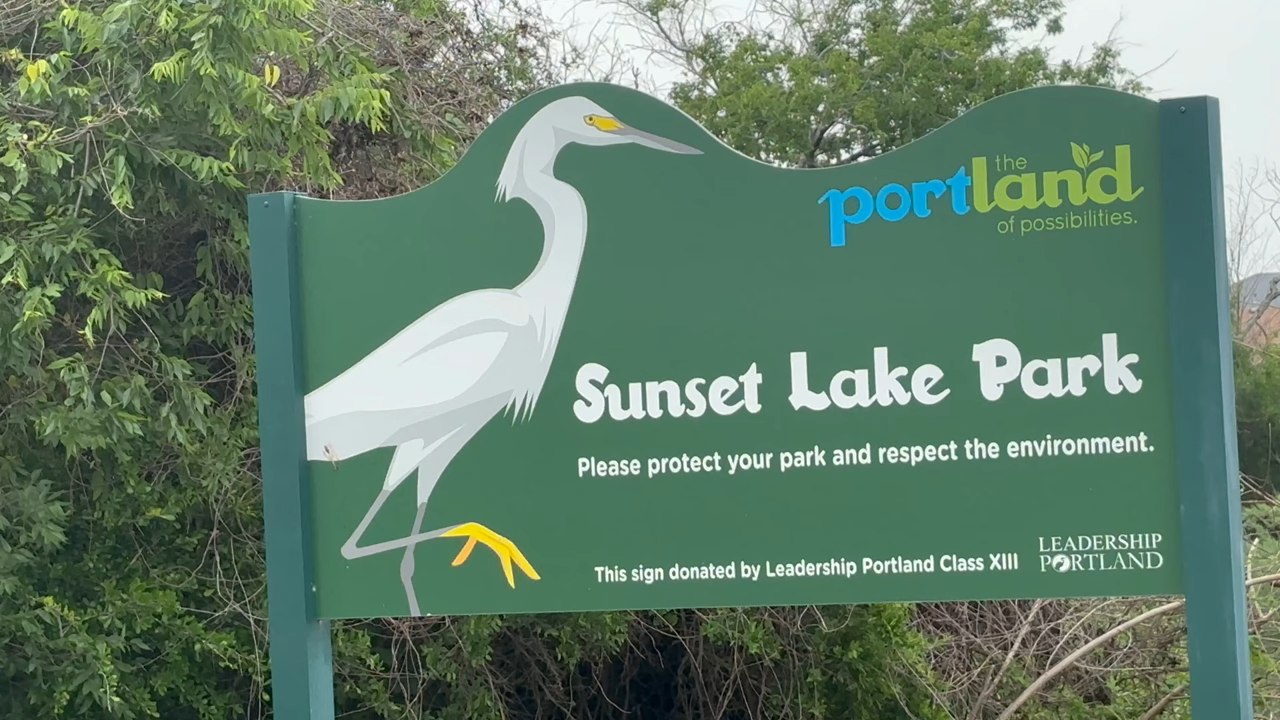 the
portland
of possibilities.
Sunset Lake Park
Please protect your park and respect the environment.
This sign donated by Leadership Portland Class XIII
LEADERSHIP
PORTLAND